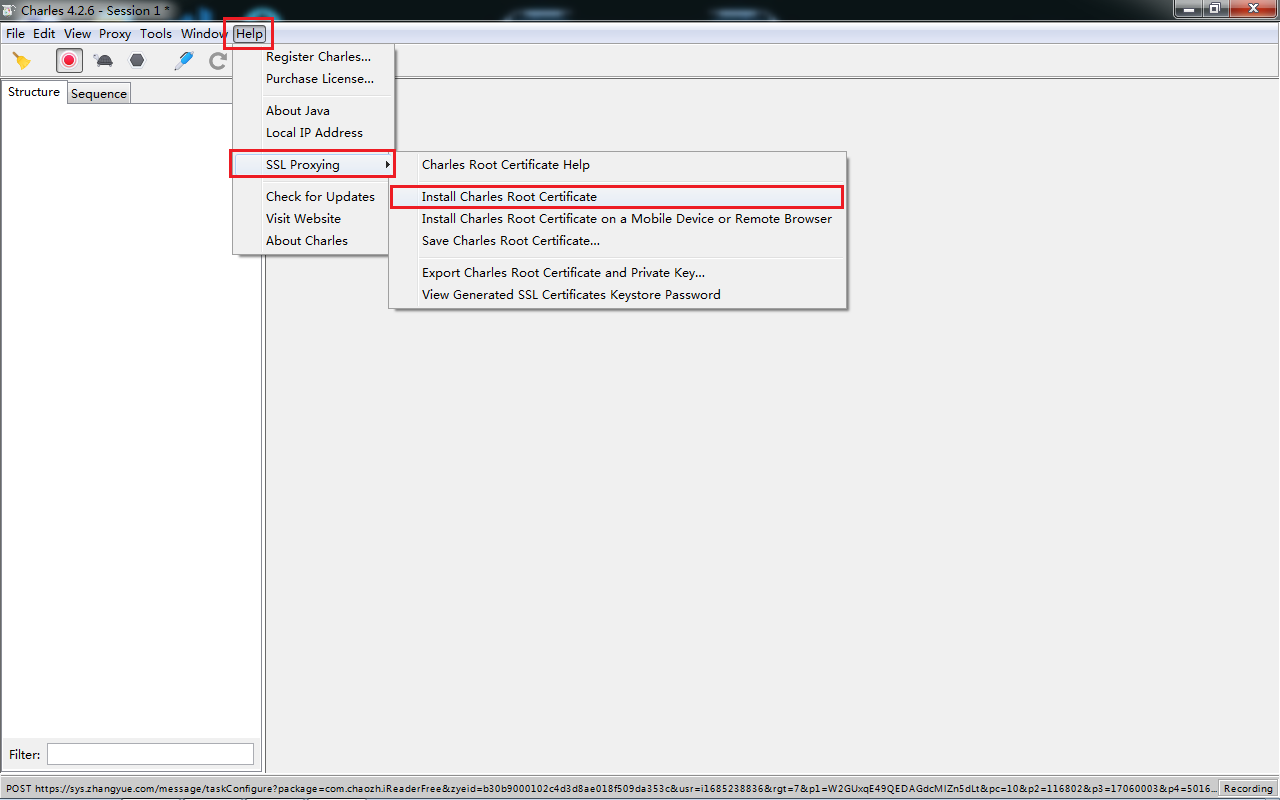 Charles 4.2.6 - Session 1 *
File Edit View Proxy Tools Window Help
Register Charles...
Purchase License...
Structure
Sequence
About Java
Local IP Address
SSL Proxying
Charles Root Certificate Help
Check for Updates
Install Charles Root Certificate
Visit Website
Install Charles Root Certificate on a Mobile Device or Remote Browser
About Charles
Save Charles Root Certificate...
Export Charles Root Certificate and Private Key...
View Generated SSL Certificates Keystore Password
Filter:
POST https://sys.zhangyue.com/message/taskConfigure?package=com.chaozh.iReaderFree&zyeid=b30b9000102c4d3d8ae018f509da353c&usr=i1685238836&rgt=7&p1=W2GUxqE49QEDAGdcMIZn5dLt&pc=10&p2=116802&p3=17060003&p4=5016...
Recording